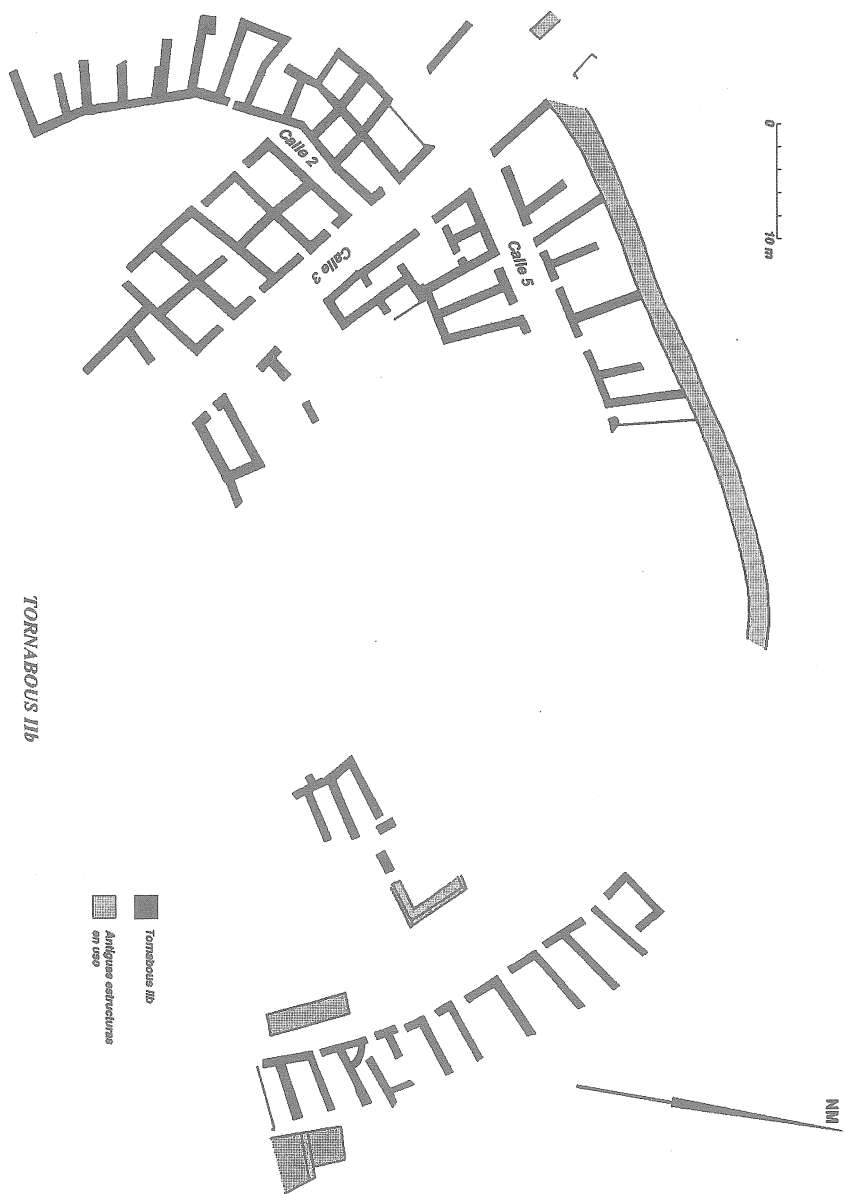 Calle 2
Calle 3
Calle 5
0
10 m
TORNABOUS IIb
Tornabous IIb
Antiguas estructuras
en uso
NM